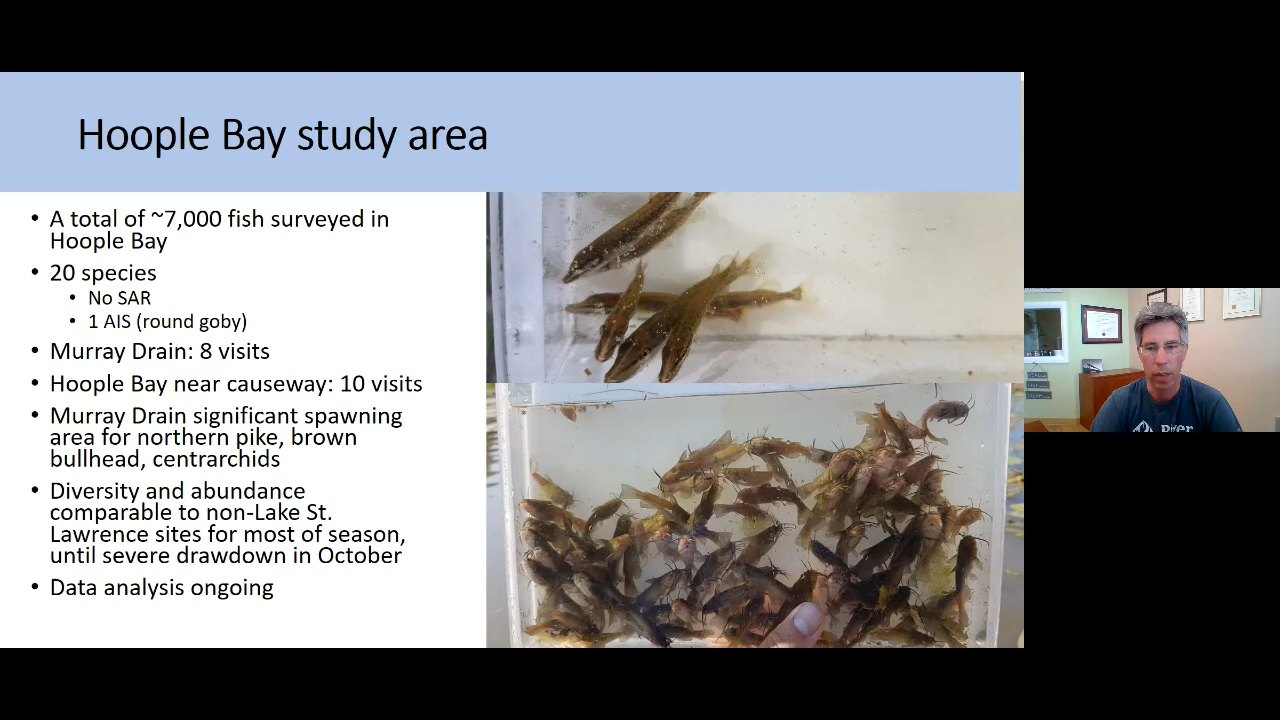 Hoople Bay study area
• A total of ~7,000 fish surveyed in
Hoople Bay
• 20 species
• No SAR
• 1 AIS (round goby)
• Murray Drain: 8 visits
• Hoople Bay near causeway: 10 visits
• Murray Drain significant spawning
area for northern pike, brown
bullhead, centrarchids
• Diversity and abundance
comparable to non-Lake St.
Lawrence sites for most of season,
until severe drawdown in October
• Data analysis ongoing